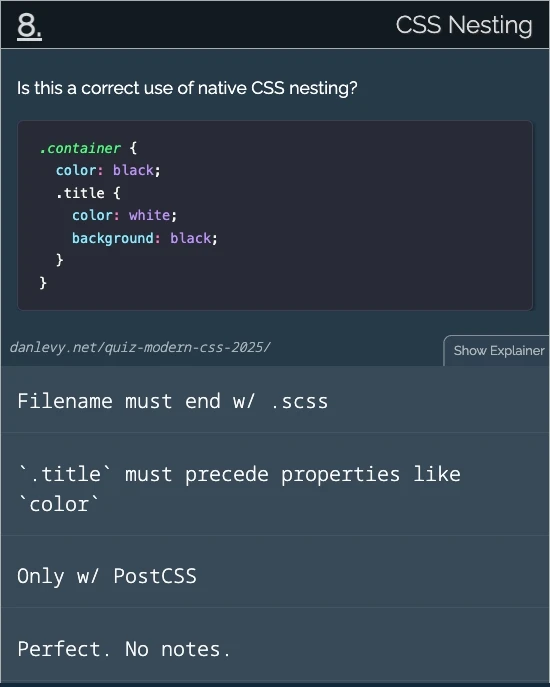 8.
CSS Nesting
Is this a correct use of native CSS nesting?
.container {
  color: black;
  .title {
    color: white;
    background: black;
  }
}
danlevy.net/quiz-modern-css-2025/
Show Explainer
Filename must end w/ .scss
`.title` must precede properties like
`color`
Only w/ PostCSS
Perfect. No notes.